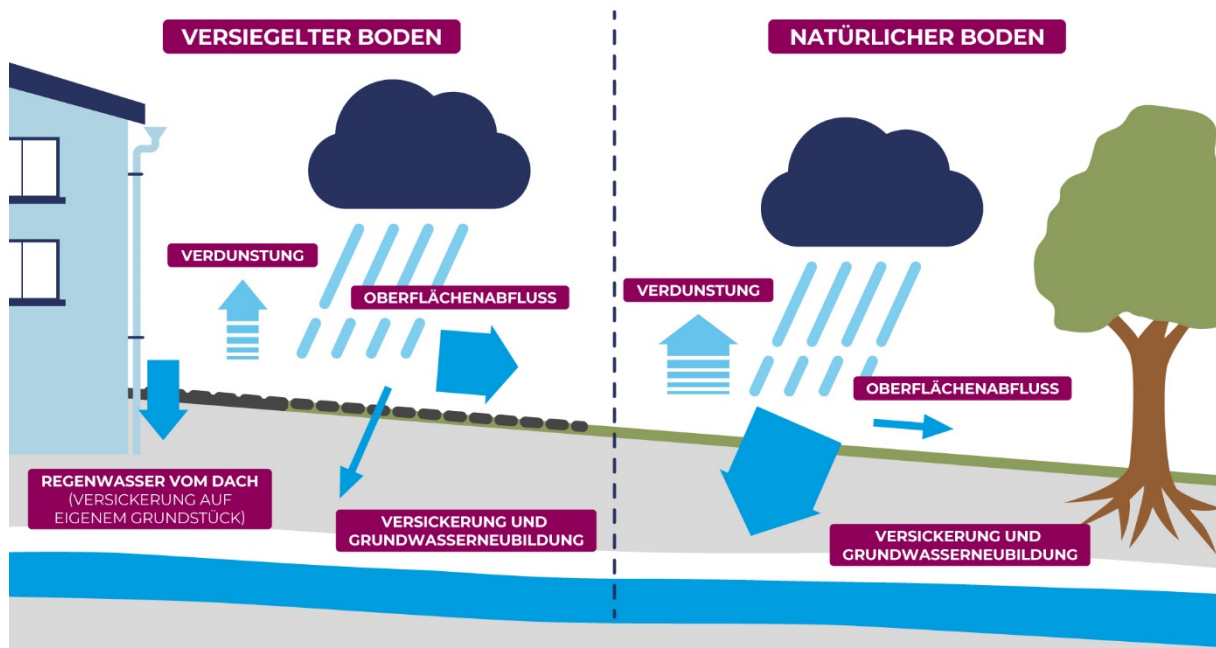 VERSIEGELTER BODEN
VERDUNSTUNG
OBERFLÄCHENABFLUSS
REGENWASSER VOM DACH
(VERSICKERUNG AUF
EIGENEM GRUNDSTÜCK)
VERSICKERUNG UND
GRUNDWASSERNEUBILDUNG
NATÜRLICHER BODEN
VERDUNSTUNG
OBERFLÄCHENABFLUSS
VERSICKERUNG UND
GRUNDWASSERNEUBILDUNG